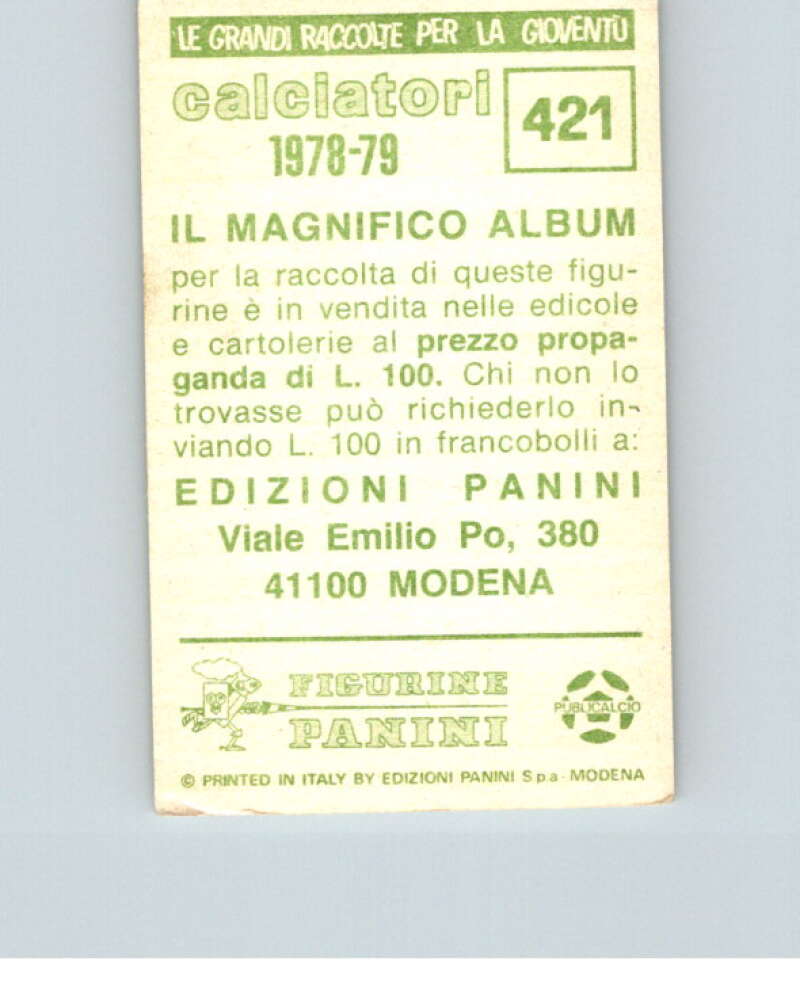 LE GRANDI RACCOLTE PER LA GIOVENTÙ
calciatori
1978-79
421
IL MAGNIFICO ALBUM
per la raccolta di queste figu-
rine è in vendita nelle edicole
e cartolerie al prezzo propa-
ganda di L. 100. Chi non lo
trovasse può richiederlo in-
viando L. 100 in francobolli a:
EDIZIONI PANINI
Viale Emilio Po, 380
41100 MODENA
FIGURINE
PANINI
PUBLICALCIO
© PRINTED IN ITALY BY EDIZIONI PANINI S.p.a - MODENA